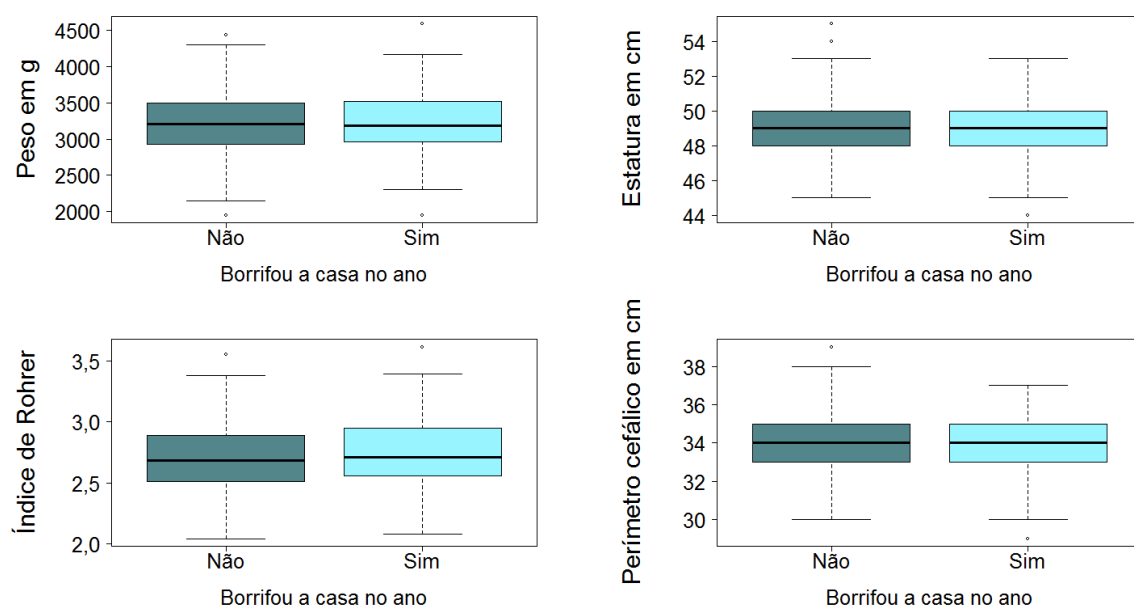 Peso em g
4500
4000
3500
3000
2500
2000
Não Sim
Borrifou a casa no ano
Estatura em cm
54
52
50
48
46
44
Não Sim
Borrifou a casa no ano
Índice de Rohrer
3,5
3,0
2,5
2,0
Não Sim
Borrifou a casa no ano
Perímetro cefálico em cm
38
36
34
32
30
Não Sim
Borrifou a casa no ano